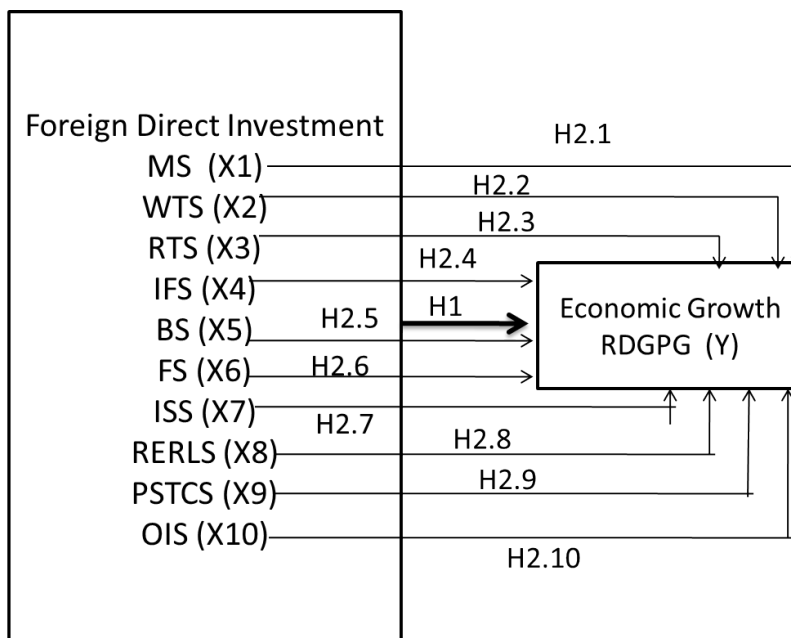 Foreign Direct Investment
MS (X1)
WTS (X2)
RTS (X3)
IFS (X4)
BS (X5)
FS (X6)
ISS (X7)
RERLS (X8)
PSTCS (X9)
OIS (X10)
H2.1
H2.2
H2.3
H2.4
H1
H2.5
H2.6
H2.7
H2.8
H2.9
H2.10
Economic Growth
RDGPG (Y)